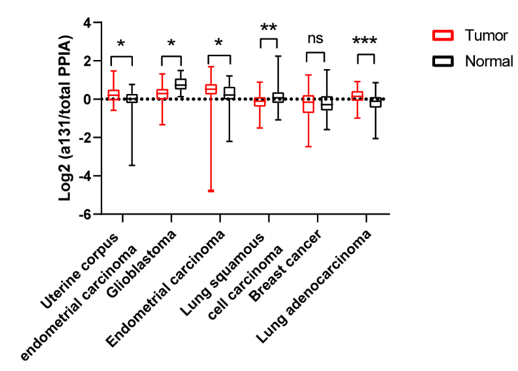 Log2 (a131/total PPIA)
4
2
0
-2
-4
-6
*
*
*
**
ns
***
Tumor
Normal
Uterine corpus
endometrial carcinoma
Glioblastoma
Endometrial carcinoma
Lung squamous
cell carcinoma
Breast cancer
Lung adenocarcinoma